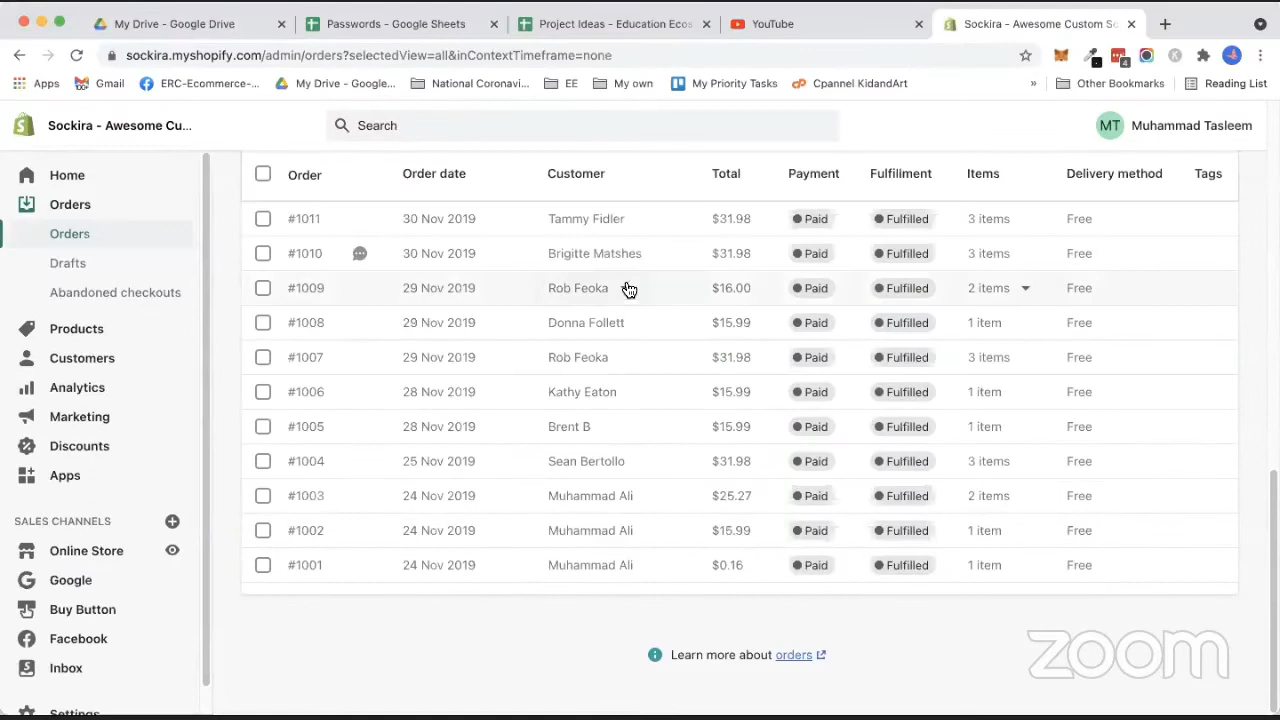 My Drive - Google Drive
Passwords - Google Sheets
Project Ideas - Education Ecos
YouTube
Sockira - Awesome Custom So
sockira.myshopify.com/admin/orders?selectedView=all&inContextTimeframe=none
Apps
Gmail
ERC-Ecommerce-...
My Drive - Google...
National Coronavi...
EE
My own
My Priority Tasks
Cpannel KidandArt
»
Other Bookmarks
Reading List
Sockira - Awesome Cu...
Search
MT
Muhammad Tasleem
Home
Orders
Orders
Drafts
Abandoned checkouts
Products
Customers
Analytics
Marketing
Discounts
Apps
SALES CHANNELS
Online Store
Google
Buy Button
Facebook
Inbox
Settings
Order Order date Customer Total Payment Fulfillment Items Delivery method Tags
#1011 30 Nov 2019 Tammy Fidler $31.98 Paid Fulfilled 3 items Free
#1010 30 Nov 2019 Brigitte Matshes $31.98 Paid Fulfilled 3 items Free
#1009 29 Nov 2019 Rob Feoka $16.00 Paid Fulfilled 2 items Free
#1008 29 Nov 2019 Donna Follett $15.99 Paid Fulfilled 1 item Free
#1007 29 Nov 2019 Rob Feoka $31.98 Paid Fulfilled 3 items Free
#1006 28 Nov 2019 Kathy Eaton $15.99 Paid Fulfilled 1 item Free
#1005 28 Nov 2019 Brent B $15.99 Paid Fulfilled 1 item Free
#1004 25 Nov 2019 Sean Bertollo $31.98 Paid Fulfilled 3 items Free
#1003 24 Nov 2019 Muhammad Ali $25.27 Paid Fulfilled 2 items Free
#1002 24 Nov 2019 Muhammad Ali $15.99 Paid Fulfilled 1 item Free
#1001 24 Nov 2019 Muhammad Ali $0.16 Paid Fulfilled 1 item Free
Learn more about orders
zoom